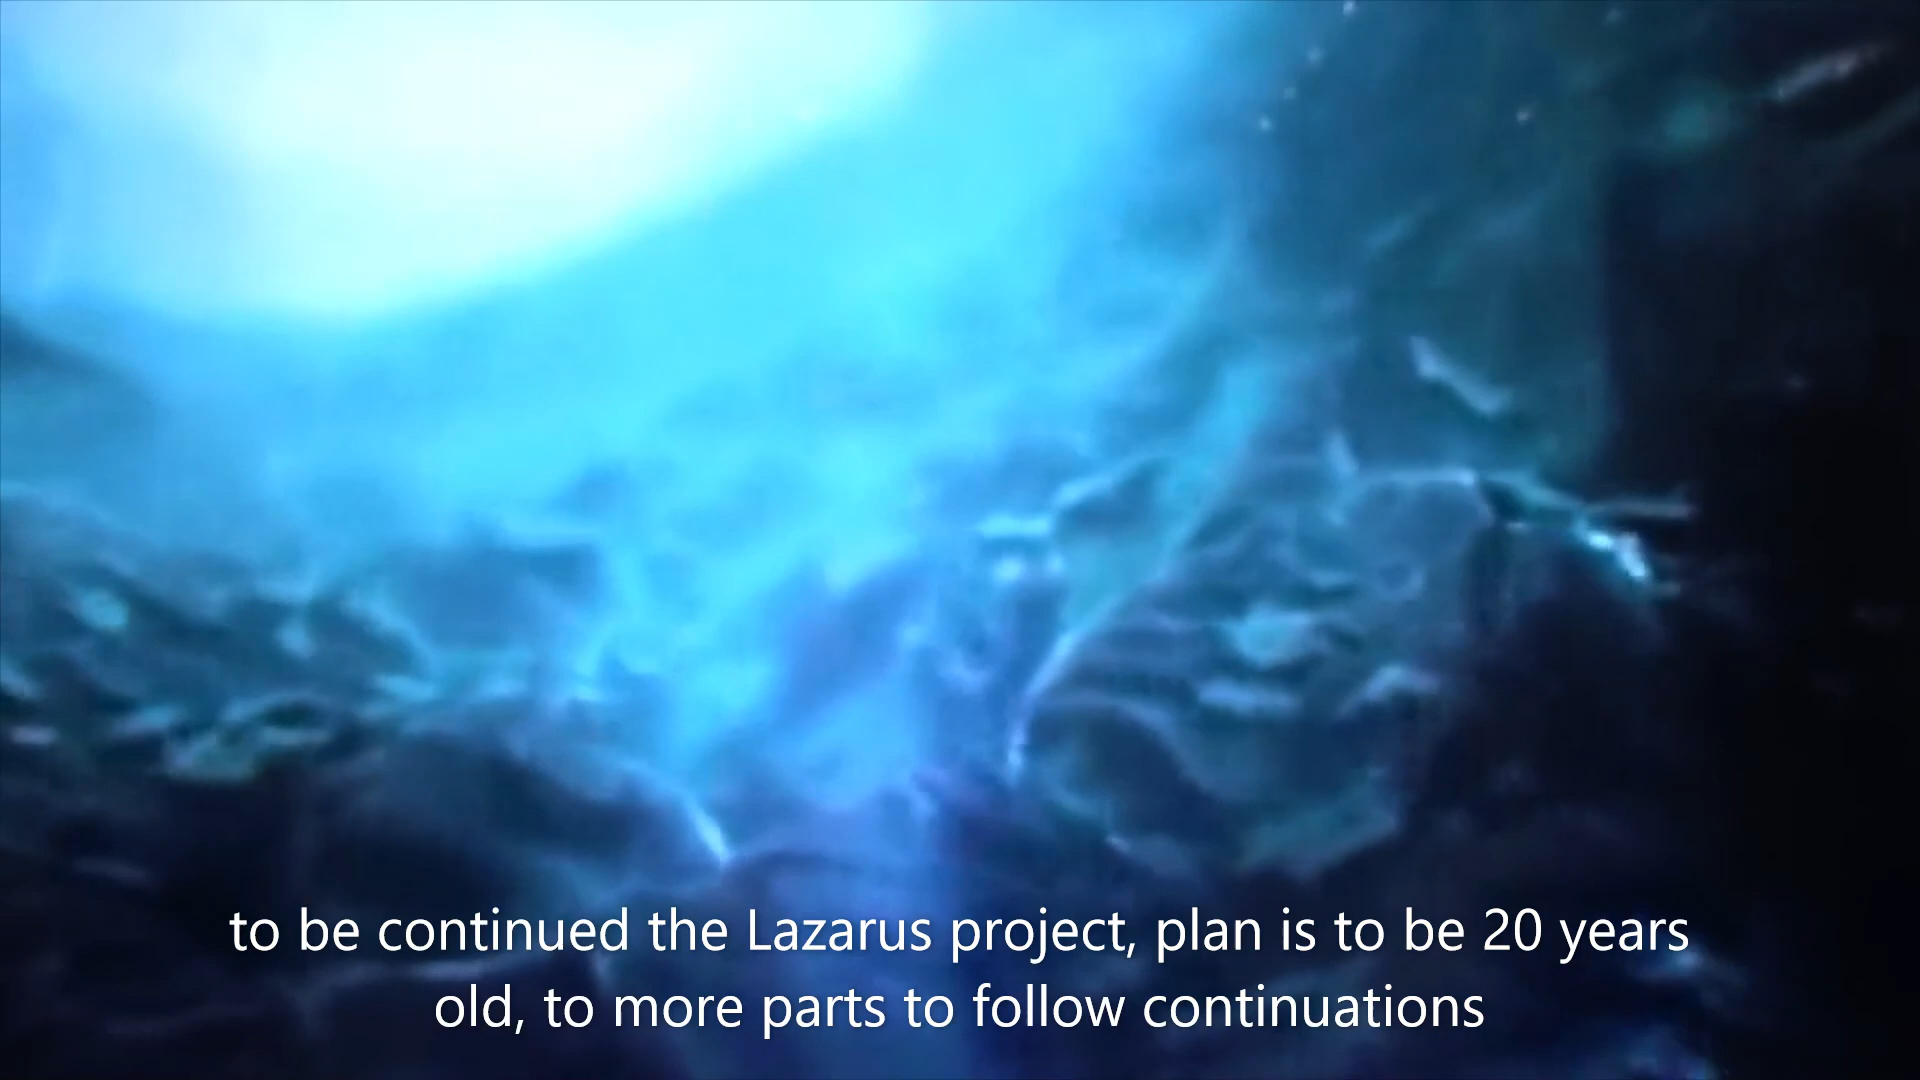 to be continued the Lazarus project, plan is to be 20 years
old, to more parts to follow continuations